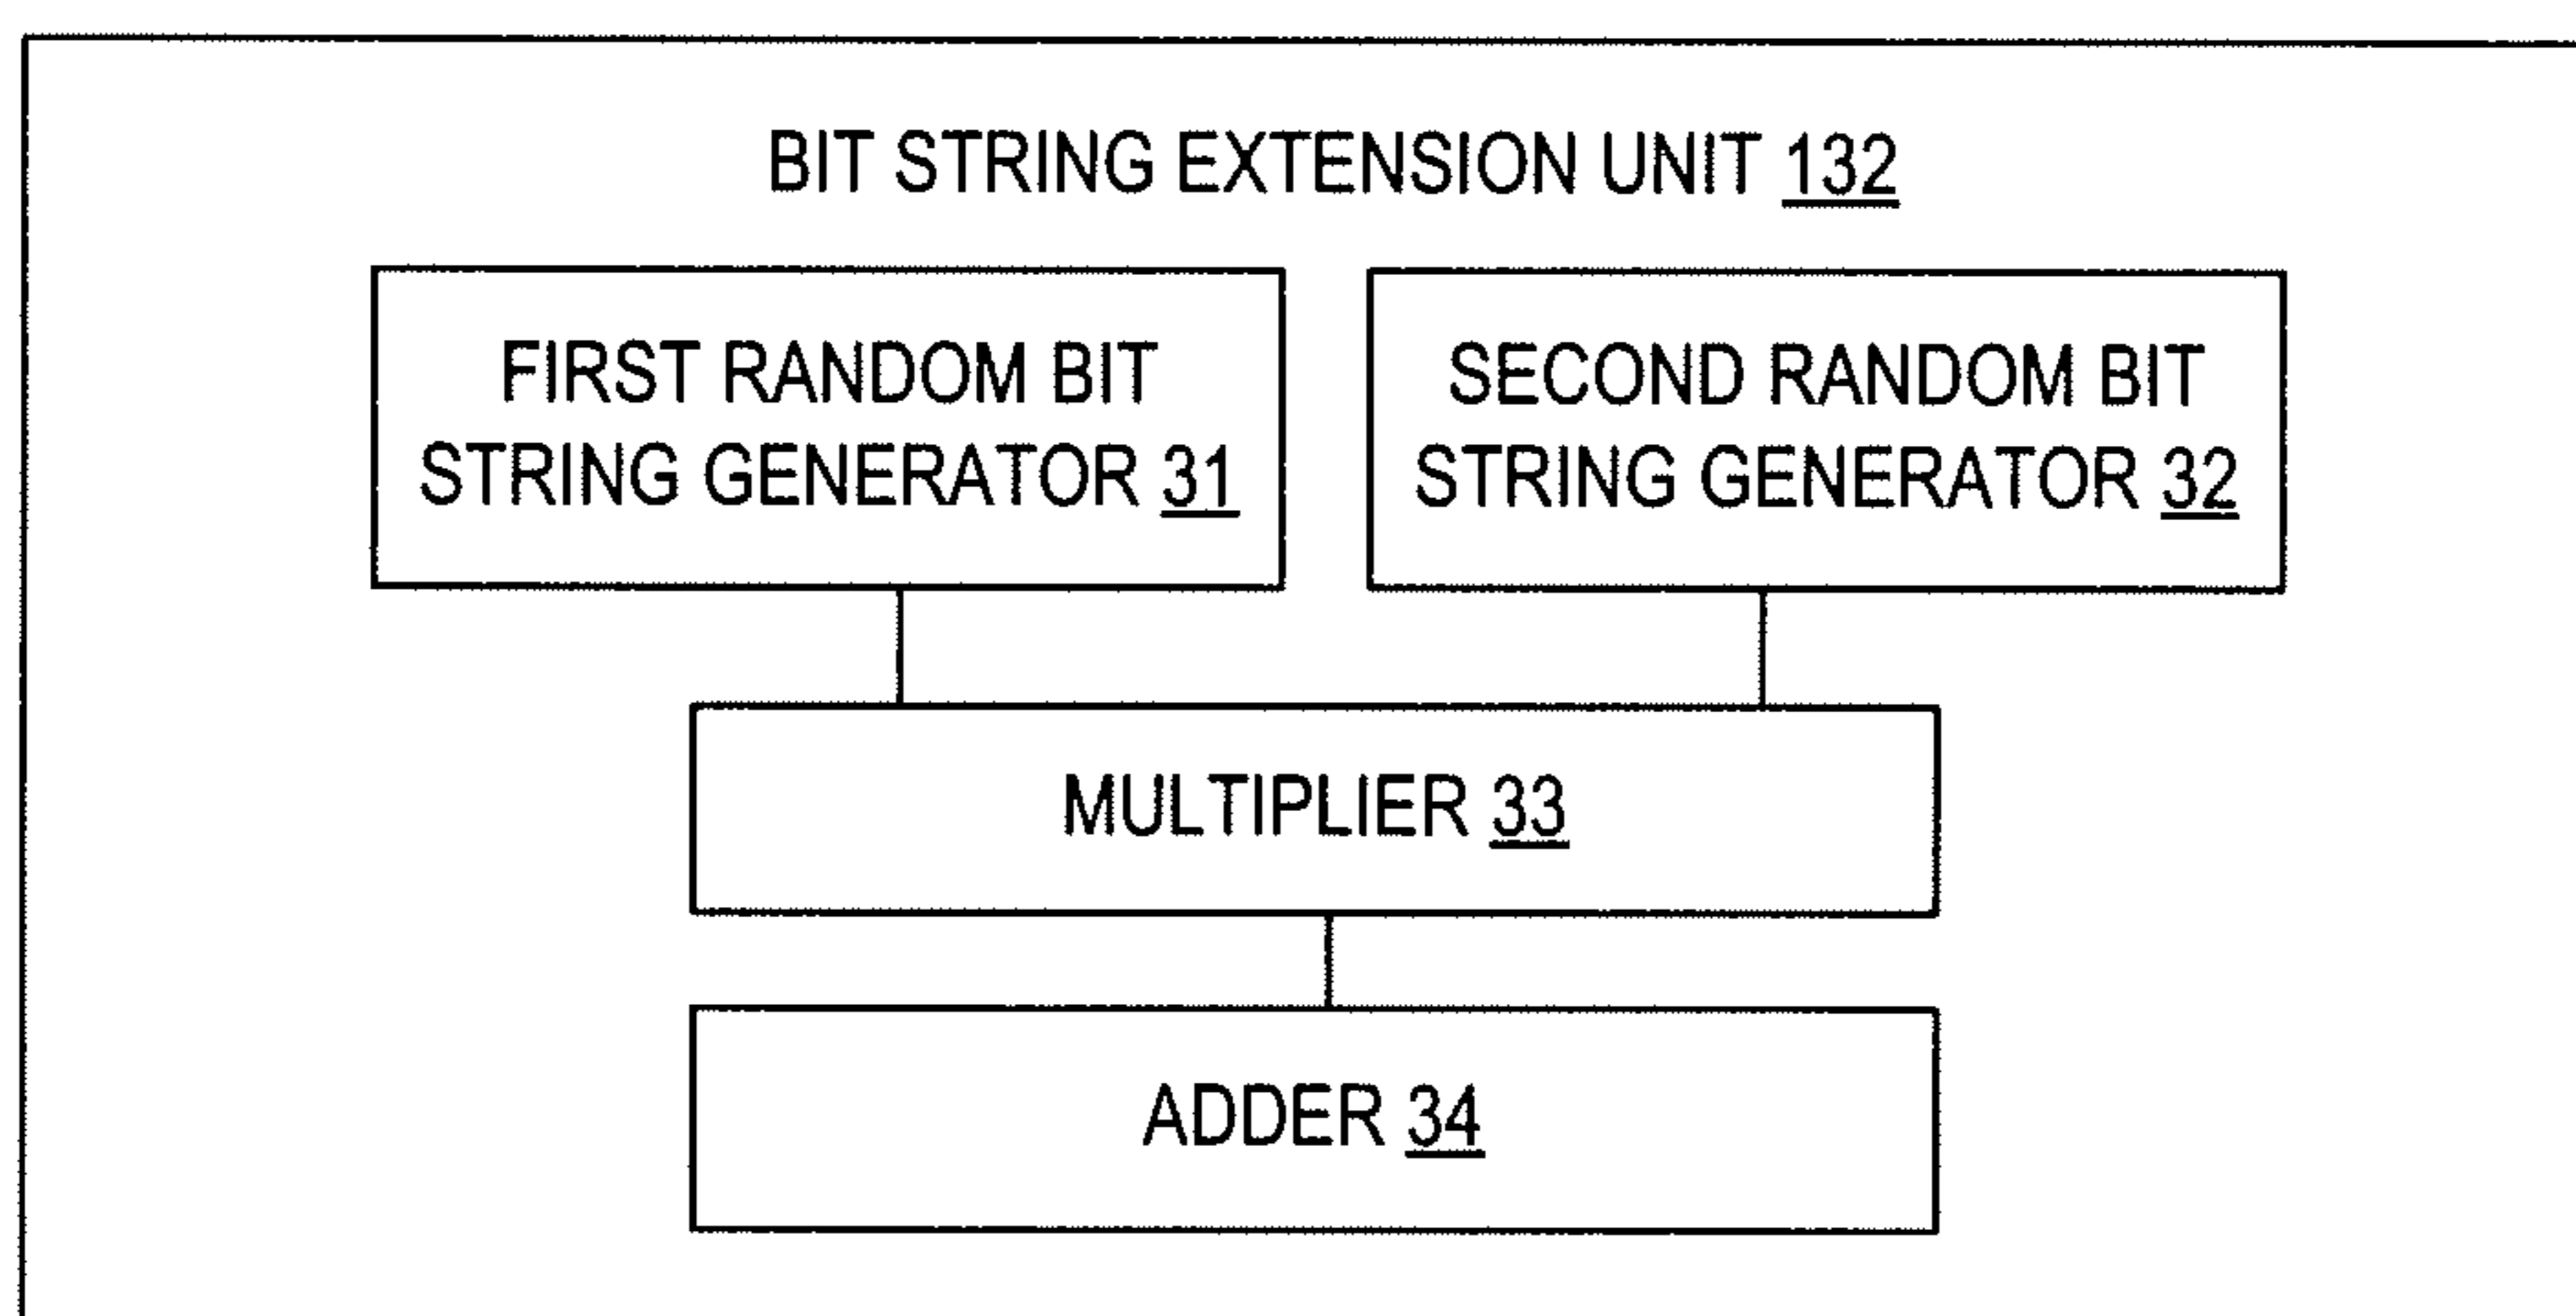 BIT STRING EXTENSION UNIT 132
FIRST RANDOM BIT
STRING GENERATOR 31
SECOND RANDOM BIT
STRING GENERATOR 32
MULTIPLIER 33
ADDER 34